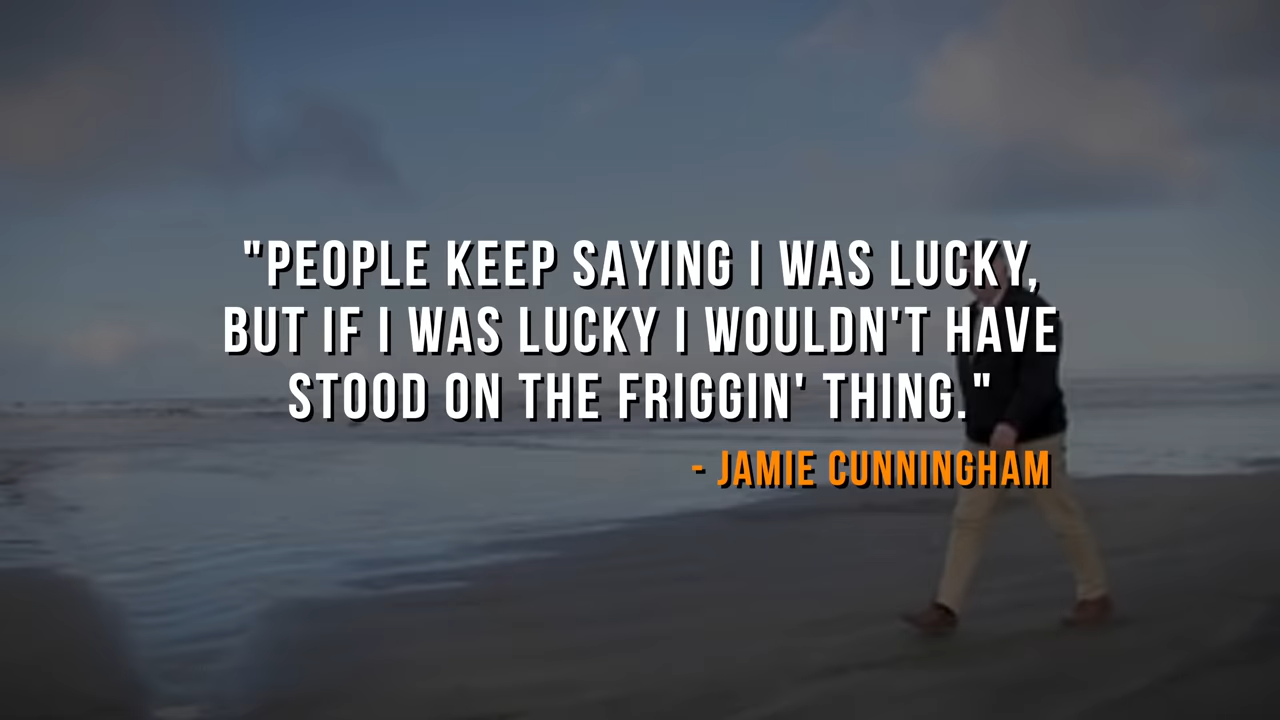 "PEOPLE KEEP SAYING I WAS LUCKY,
BUT IF I WAS LUCKY I WOULDN'T HAVE
STOOD ON THE FRIGGIN' THING."
- JAMIE CUNNINGHAM